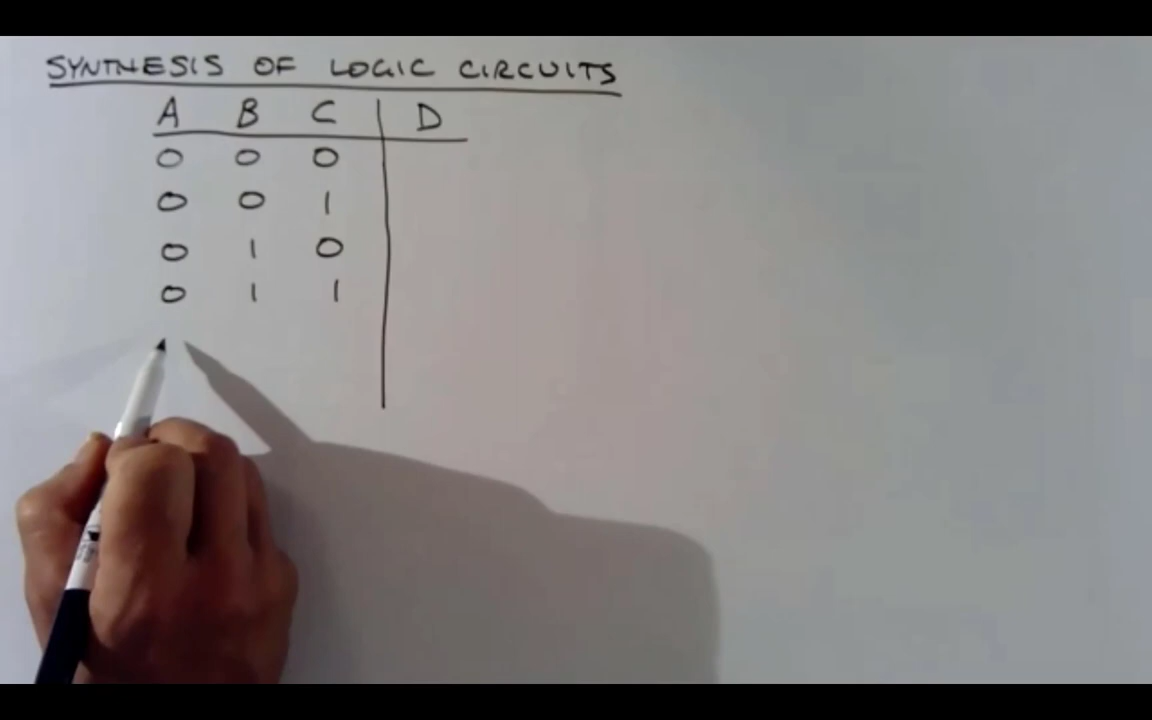 SYNTHESIS OF LOGIC CIRCUITS
A B C D
0 0 0
0 0 1
0 1 0
0 1 1